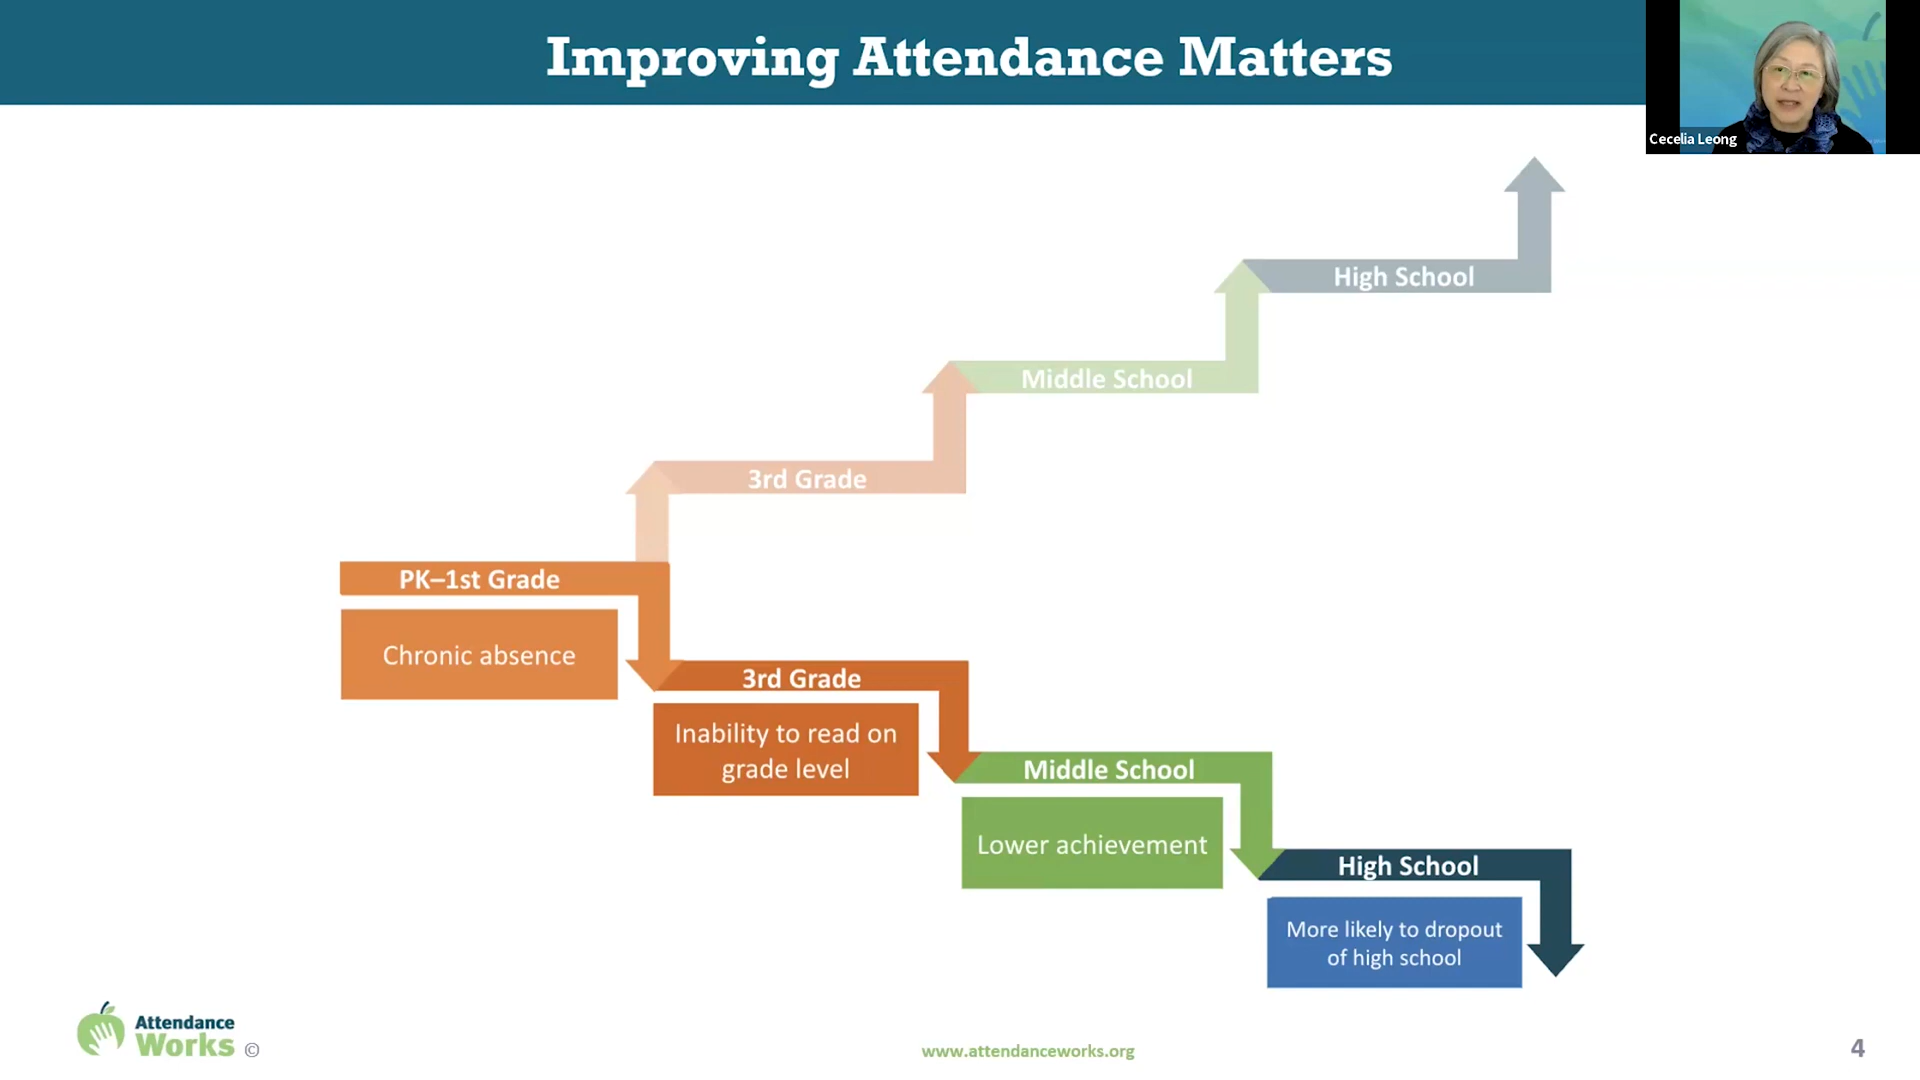 Improving Attendance Matters
Cecelia Leong
High School
Middle School
3rd Grade
PK–1st Grade
Chronic absence
3rd Grade
Inability to read on
grade level
Middle School
Lower achievement
High School
More likely to dropout
of high school
Attendance
Works ©
www.attendanceworks.org
4